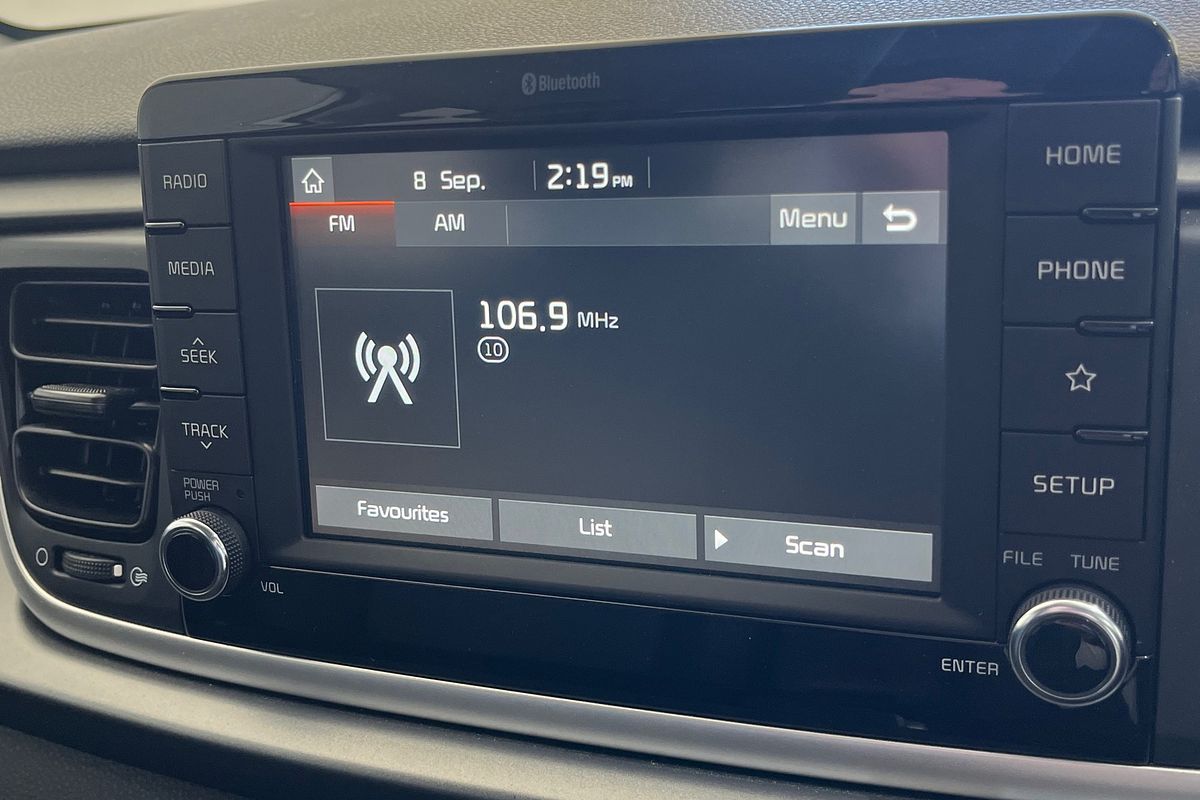 Bluetooth
RADIO
MEDIA
SEEK
TRACK
POWER
PUSH
VOL
8 Sep. 2:19 PM
FM AM Menu
106.9 MHz
10
Favourites List Scan
HOME
PHONE
SETUP
FILE TUNE
ENTER